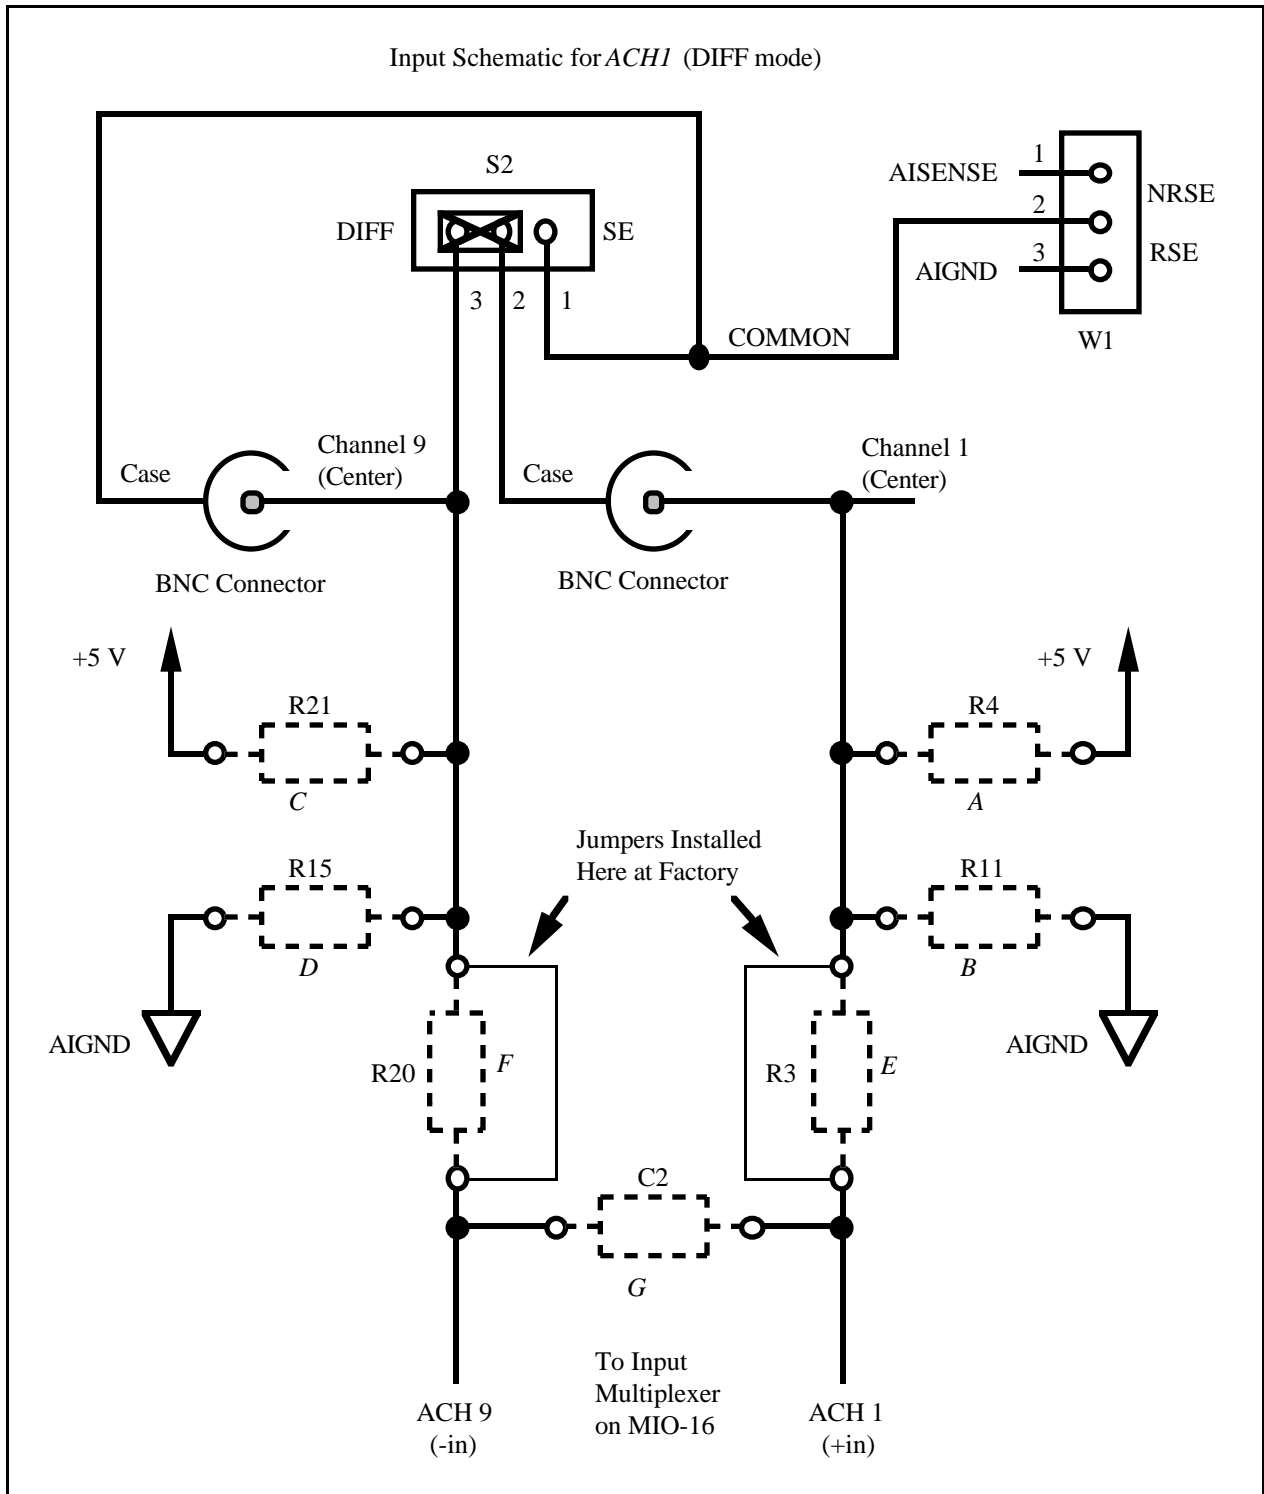 Input Schematic for ACH1 (DIFF mode)
S2
DIFF
SE
3
2
1
AISENSE
1
2
AIGND
3
NRSE
RSE
W1
COMMON
Case
Channel 9
(Center)
BNC Connector
Case
Channel 1
(Center)
BNC Connector
+5 V
R21
C
R4
A
+5 V
R15
D
AIGND
Jumpers Installed
Here at Factory
R11
B
AIGND
R20
F
R3
E
C2
G
To Input
Multiplexer
on MIO-16
ACH 9
(-in)
ACH 1
(+in)